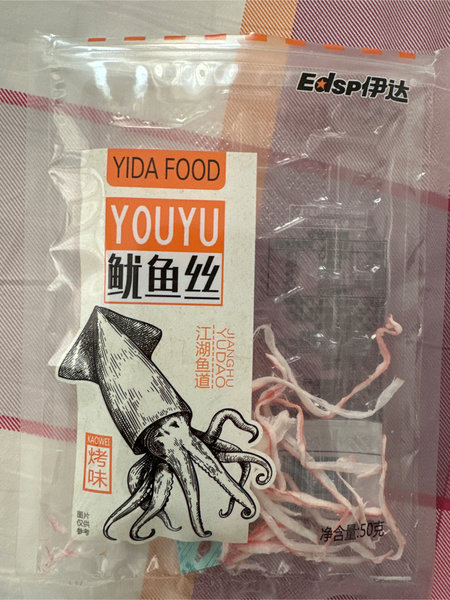 Edsp伊达
YIDA FOOD
YOUYU
鱿鱼丝
JIANGHU
YUDAO
江湖鱼道
KAOWEI
烤味
图片
仅供
参考
净含量:50克